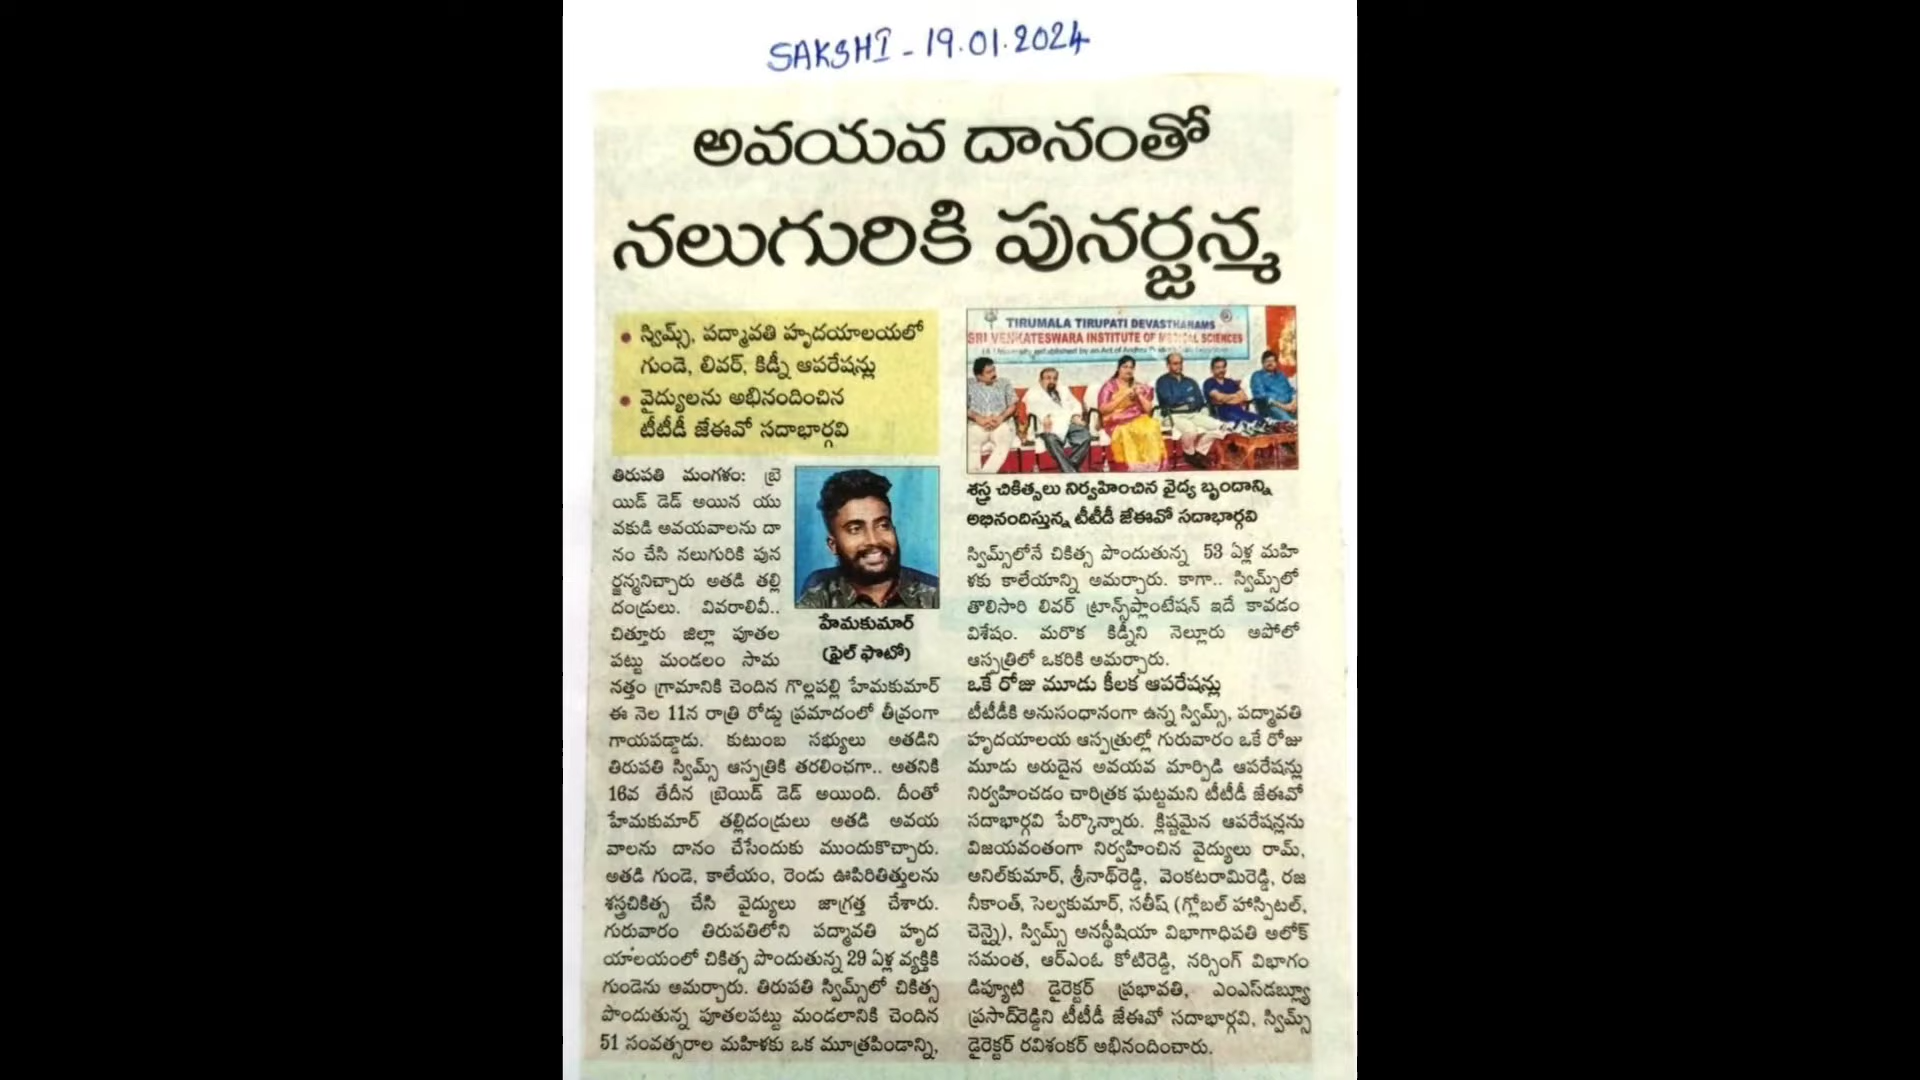 SAKSHI - 19.01.2024
అవయవ దానంతో
నలుగురికి పునర్జన్మ
• స్విమ్స్, పద్మావతి హృదయాలయలో
గుండె, లివర్, కిడ్నీ ఆపరేషన్లు
• వైద్యులను అభినందించిన
టీటీడీ జేఈవో సదాభార్గవి
తిరుపతి మంగళం: బ్రె
యిడ్ డెడ్ అయిన యు
వకుడి అవయవాలను దా
నం చేసి నలుగురికి పున
ర్జన్మనిచ్చారు అతడి తల్లి
దండ్రులు. వివరాలివీ..
చిత్తూరు జిల్లా పూతల
పట్టు మండలం సామ
నత్తం గ్రామానికి చెందిన గొల్లపల్లి హేమకుమార్
ఈ నెల 11న రాత్రి రోడ్డు ప్రమాదంలో తీవ్రంగా
గాయపడ్డాడు. కుటుంబ సభ్యులు అతడిని
తిరుపతి స్విమ్స్ ఆస్పత్రికి తరలించగా.. అతనికి
16వ తేదీన బ్రెయిడ్ డెడ్ అయింది. దీంతో
హేమకుమార్ తల్లిదండ్రులు అతడి అవయ
వాలను దానం చేసేందుకు ముందుకొచ్చారు.
అతడి గుండె, కాలేయం, రెండు ఊపిరితిత్తులను
శస్త్రచికిత్స చేసి వైద్యులు జాగ్రత్త చేశారు.
గురువారం తిరుపతిలోని పద్మావతి హృద
యాలయంలో చికిత్స పొందుతున్న 29 ఏళ్ల వ్యక్తికి
గుండెను అమర్చారు. తిరుపతి స్విమ్స్‌లో చికిత్స
పొందుతున్న పూతలపట్టు మండలానికి చెందిన
51 సంవత్సరాల మహిళకు ఒక మూత్రపిండాన్ని,
హేమకుమార్
(ఫైల్ ఫొటో)
TIRUMALA TIRUPATI DEVASTHANAMS
SRI VENKATESWARA INSTITUTE OF MEDICAL SCIENCES
శస్త్ర చికిత్సలు నిర్వహించిన వైద్య బృందాన్ని
అభినందిస్తున్న టీటీడీ జేఈవో సదాభార్గవి
స్విమ్స్‌లోనే చికిత్స పొందుతున్న 53 ఏళ్ల మహి
ళకు కాలేయాన్ని అమర్చారు. కాగా.. స్విమ్స్‌లో
తొలిసారి లివర్ ట్రాన్స్‌ప్లాంటేషన్ ఇదే కావడం
విశేషం. మరొక కిడ్నీని నెల్లూరు అపోలో
ఆస్పత్రిలో ఒకరికి అమర్చారు.
ఒకే రోజు మూడు కీలక ఆపరేషన్లు
టీటీడీకి అనుసంధానంగా ఉన్న స్విమ్స్, పద్మావతి
హృదయాలయ ఆస్పత్రుల్లో గురువారం ఒకే రోజు
మూడు అరుదైన అవయవ మార్పిడి ఆపరేషన్లు
నిర్వహించడం చారిత్రక ఘట్టమని టీటీడీ జేఈవో
సదాభార్గవి పేర్కొన్నారు. క్లిష్టమైన ఆపరేషన్లను
విజయవంతంగా నిర్వహించిన వైద్యులు రామ్,
అనిల్‌కుమార్, శ్రీనాథ్‌రెడ్డి, వెంకటరామిరెడ్డి, రజ
నీకాంత్, సెల్వకుమార్, సతీష్ (గ్లోబల్ హాస్పిటల్,
చెన్నై), స్విమ్స్ అనస్థీషియా విభాగాధిపతి అలోక్
సమంత, ఆర్ఎంఓ కోటిరెడ్డి, నర్సింగ్ విభాగం
డిప్యూటి డైరెక్టర్ ప్రభావతి, ఎంఎస్‌డబ్ల్యూ
ప్రసాద్‌రెడ్డిని టీటీడీ జేఈవో సదాభార్గవి, స్విమ్స్
డైరెక్టర్ రవిశంకర్ అభినందించారు.